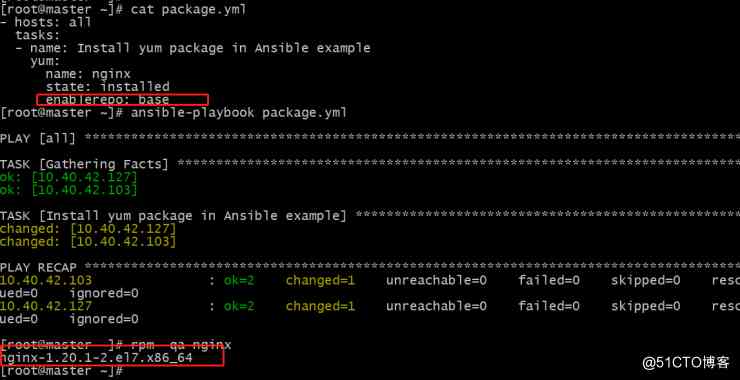 [root@master ~]# cat package.yml
- hosts: all
  tasks:
  - name: Install yum package in Ansible example
    yum:
      name: nginx
      state: installed
      enablerepo: base
[root@master ~]# ansible-playbook package.yml
PLAY [all] *********************************************************************
TASK [Gathering Facts] *********************************************************
ok: [10.40.42.127]
ok: [10.40.42.103]
TASK [Install yum package in Ansible example] **********************************
changed: [10.40.42.127]
changed: [10.40.42.103]
PLAY RECAP *********************************************************************
10.40.42.103               : ok=2    changed=1    unreachable=0    failed=0    skipped=0    resc
ued=0    ignored=0
10.40.42.127               : ok=2    changed=1    unreachable=0    failed=0    skipped=0    resc
ued=0    ignored=0
[root@master ~]# rpm -qa nginx
nginx-1.20.1-2.el7.x86_64
[root@master ~]#
@51CTO博客